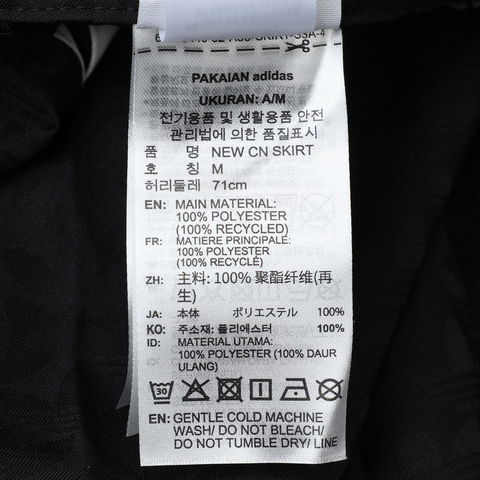 PAKAIAN adidas
UKURAN: A/M
전기용품 및 생활용품 안전
관리법에 의한 품질표시
품 명 NEW CN SKIRT
호 칭 M
허리둘레 71cm
EN: MAIN MATERIAL:
100% POLYESTER
(100% RECYCLED)
FR: MATIERE PRINCIPALE:
100% POLYESTER
(100% RECYCLÉ)
ZH: 主料: 100% 聚酯纤维(再
生)
JA: 本体 ポリエステル 100%
KO: 주소재: 폴리에스터 100%
ID: MATERIAL UTAMA:
100% POLYESTER (100% DAUR
ULANG)
30
EN: GENTLE COLD MACHINE
WASH/ DO NOT BLEACH/
DO NOT TUMBLE DRY/ LINE